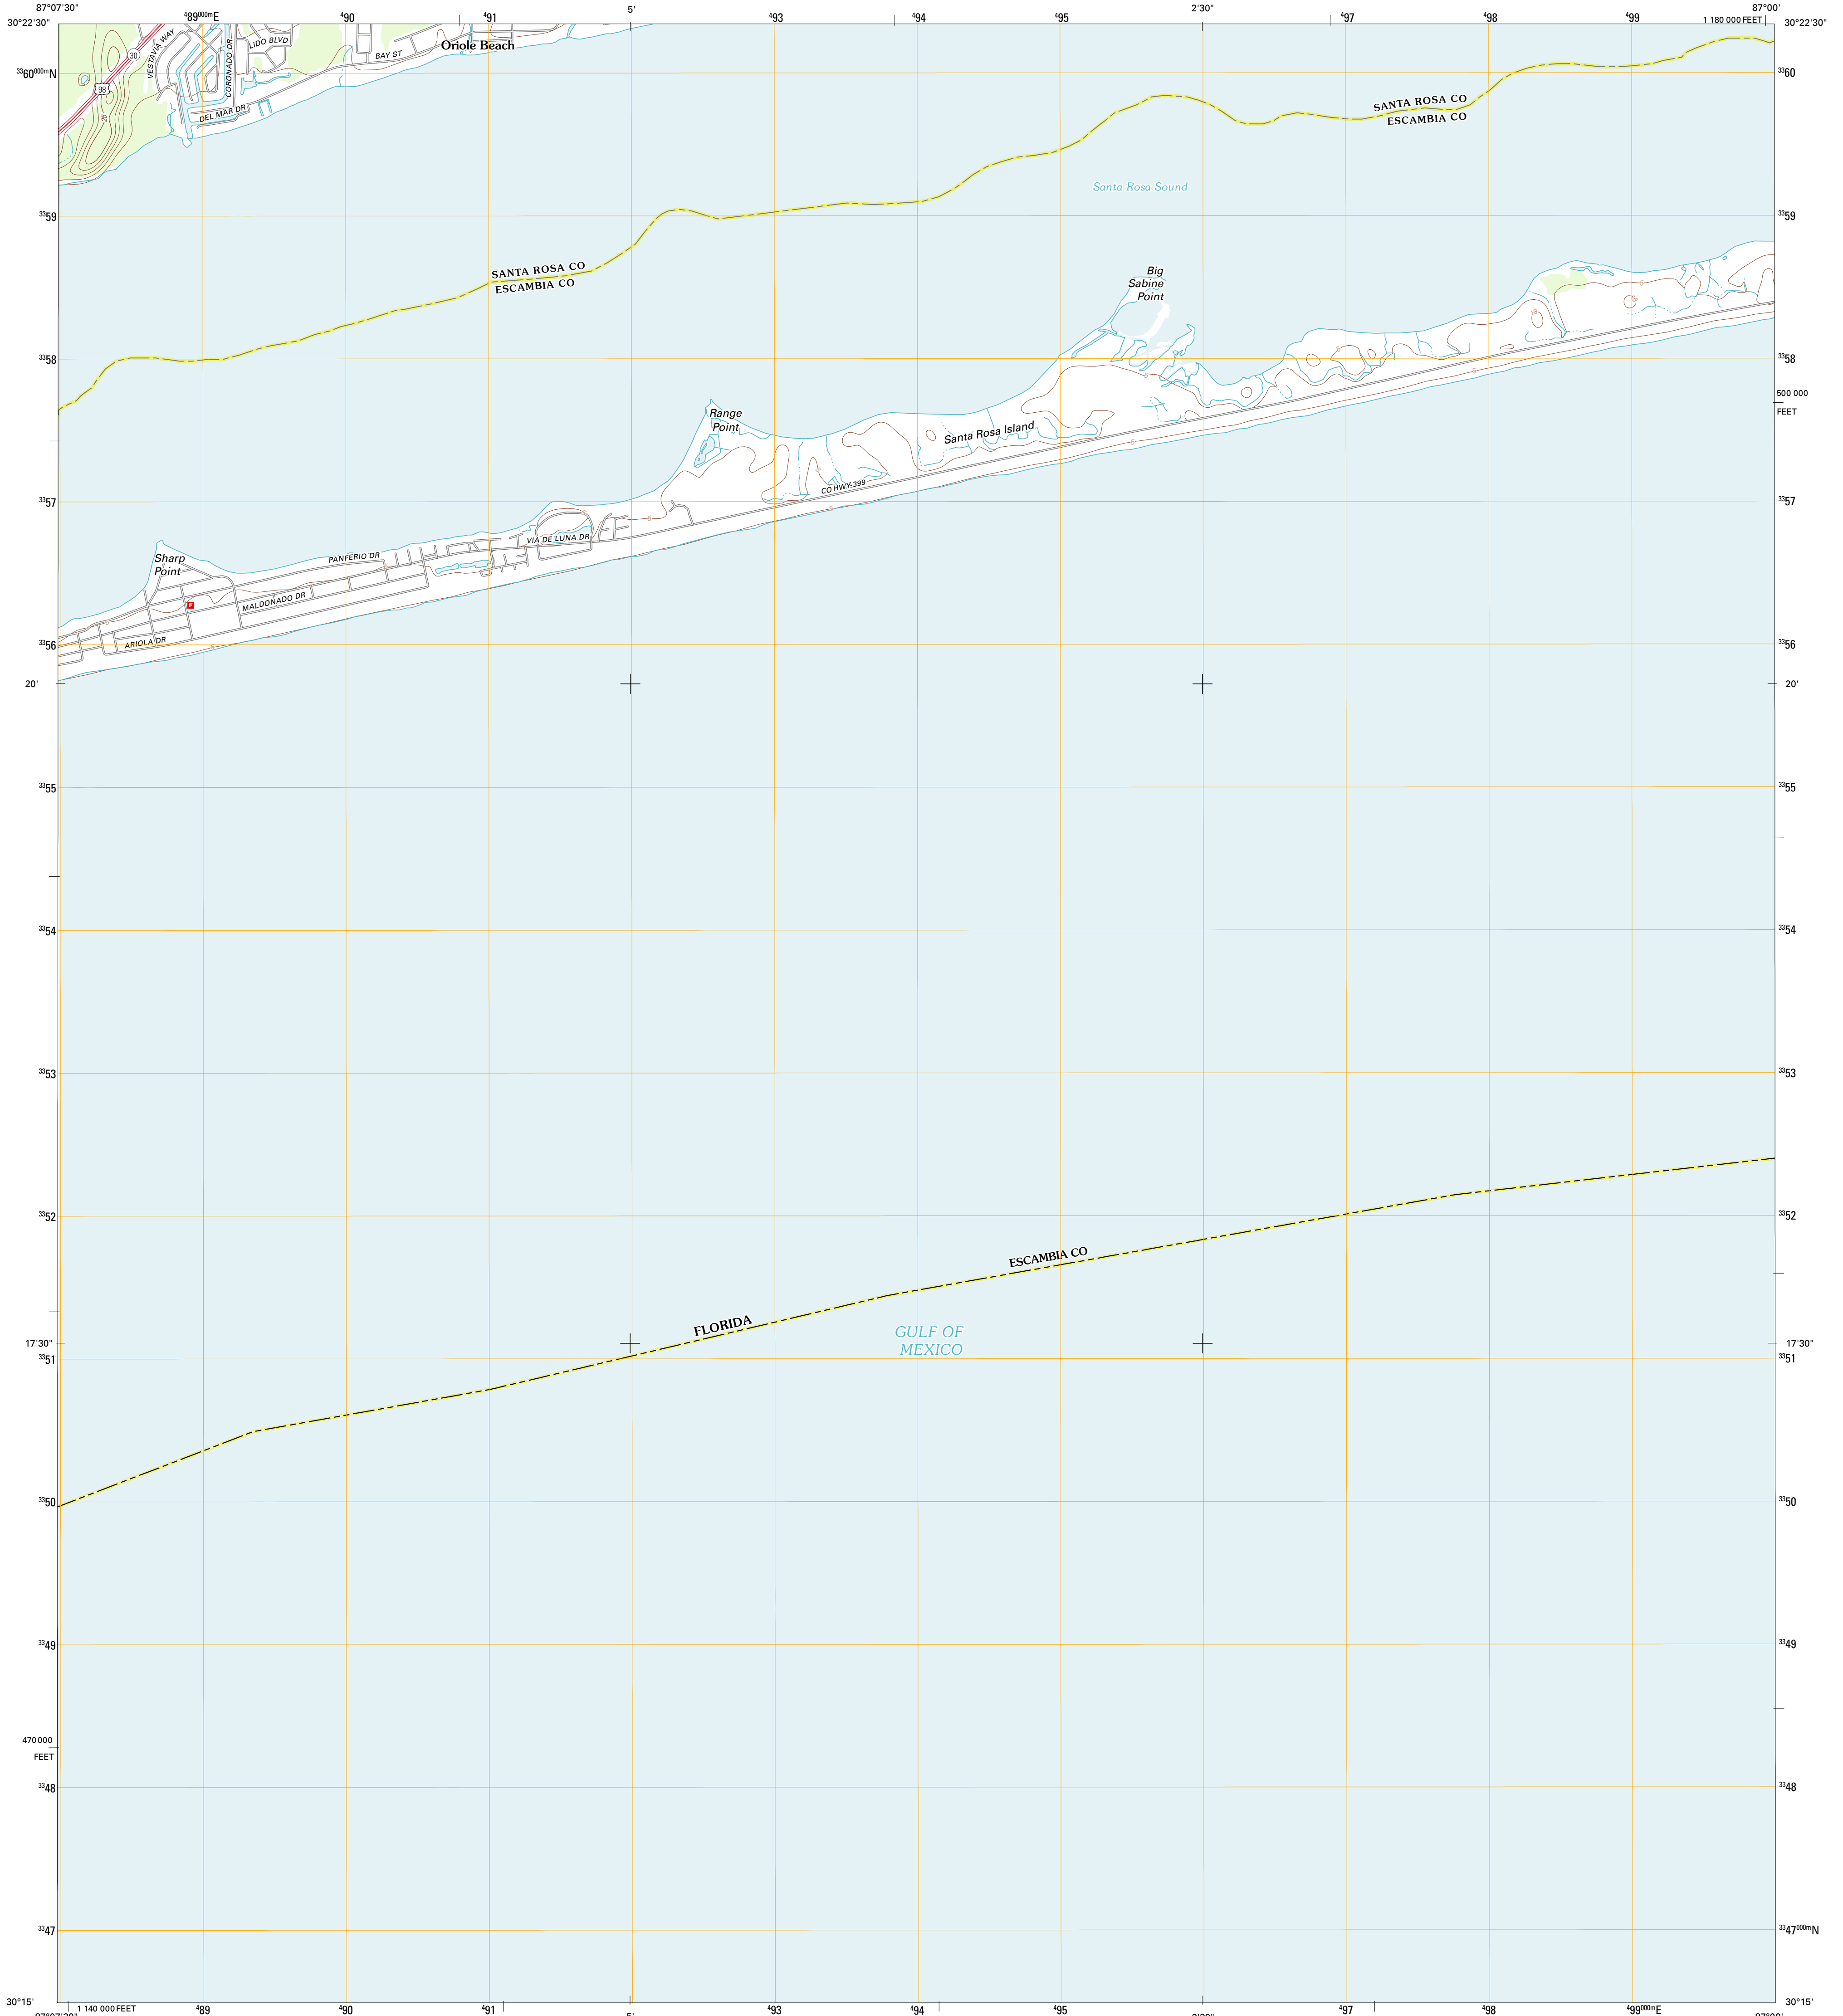 87°07'30"
⁴89⁰⁰⁰ᵐE
⁴90
⁴91
5'
⁴93
⁴94
⁴95
2'30"
⁴97
⁴98
⁴99
1 180 000 FEET
87°00'
30°22'30"
30°22'30"
³³60⁰⁰⁰ᵐN
³³60
30
98
25
VESTAVIA WAY
CORONADO DR
LIDO BLVD
BAY ST
DEL MAR DR
Oriole Beach
SANTA ROSA CO
ESCAMBIA CO
Santa Rosa Sound
³³59
³³59
SANTA ROSA CO
ESCAMBIA CO
Big
Sabine
Point
³³58
³³58
500 000
FEET
Range
Point
Santa Rosa Island
CO HWY 399
³³57
³³57
VIA DE LUNA DR
PANFERIO DR
Sharp
Point
F
MALDONADO DR
ARIOLA DR
³³56
³³56
20'
20'
³³55
³³55
³³54
³³54
³³53
³³53
³³52
³³52
ESCAMBIA CO
FLORIDA
GULF OF
MEXICO
17'30"
17'30"
³³51
³³51
³³50
³³50
³³49
³³49
470 000
FEET
³³48
³³48
³³47
³³47⁰⁰⁰ᵐN
30°15'
30°15'
1 140 000 FEET
⁴89
⁴90
⁴91
5'
⁴93
⁴94
⁴95
⁴97
⁴98
⁴99⁰⁰⁰ᵐE